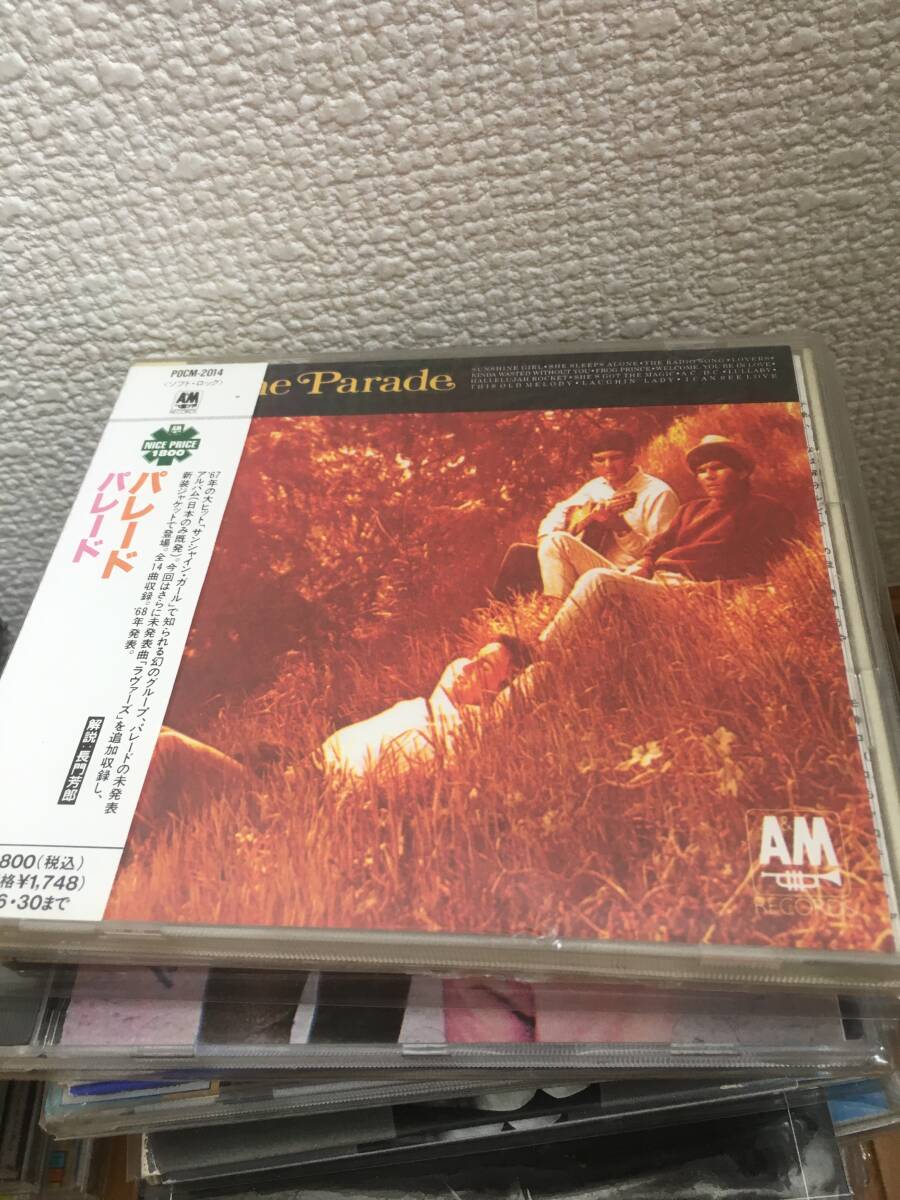 POCM-2014
〈ソフト・ロック〉
A&M
RECORDS
A&M
NICE PRICE
1800
パレード
パレード
'67年の大ヒット「サンシャイン・ガール」で知られる幻のグループ、パレードの未発表
アルバム(日本のみ既発)。今回はさらに未発表曲「ラヴァーズ」を追加収録し、
新装ジャケットで登場。全14曲収録。'68年発表。
解説:長門芳郎
800(税込)
格¥1,748)
6・30まで
he Parade
SUNSHINE GIRL • SHE SLEEPS ALONE • THE RADIO SONG • LOVERS •
KINDA WASTED WITHOUT YOU • FROG PRINCE • WELCOME, YOU'RE IN LOVE •
HALLELUJAH ROCKET • SHE'S GOT THE MAGIC • A.C.-D.C. • LULLABY •
THIS OLD MELODY • LAUGHIN' LADY • I CAN SEE LOVE
A&M
RECORDS